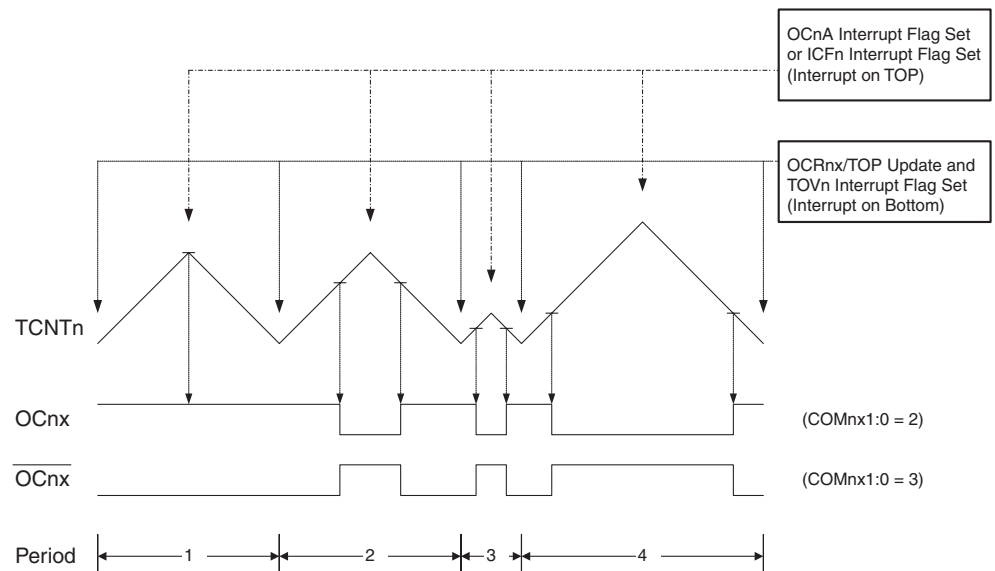 OCnA Interrupt Flag Set
or ICFn Interrupt Flag Set
(Interrupt on TOP)
OCRnx/TOP Update and
TOVn Interrupt Flag Set
(Interrupt on Bottom)
TCNTn
OCnx
(COMnx1:0 = 2)
OCnx
(COMnx1:0 = 3)
Period
1
2
3
4